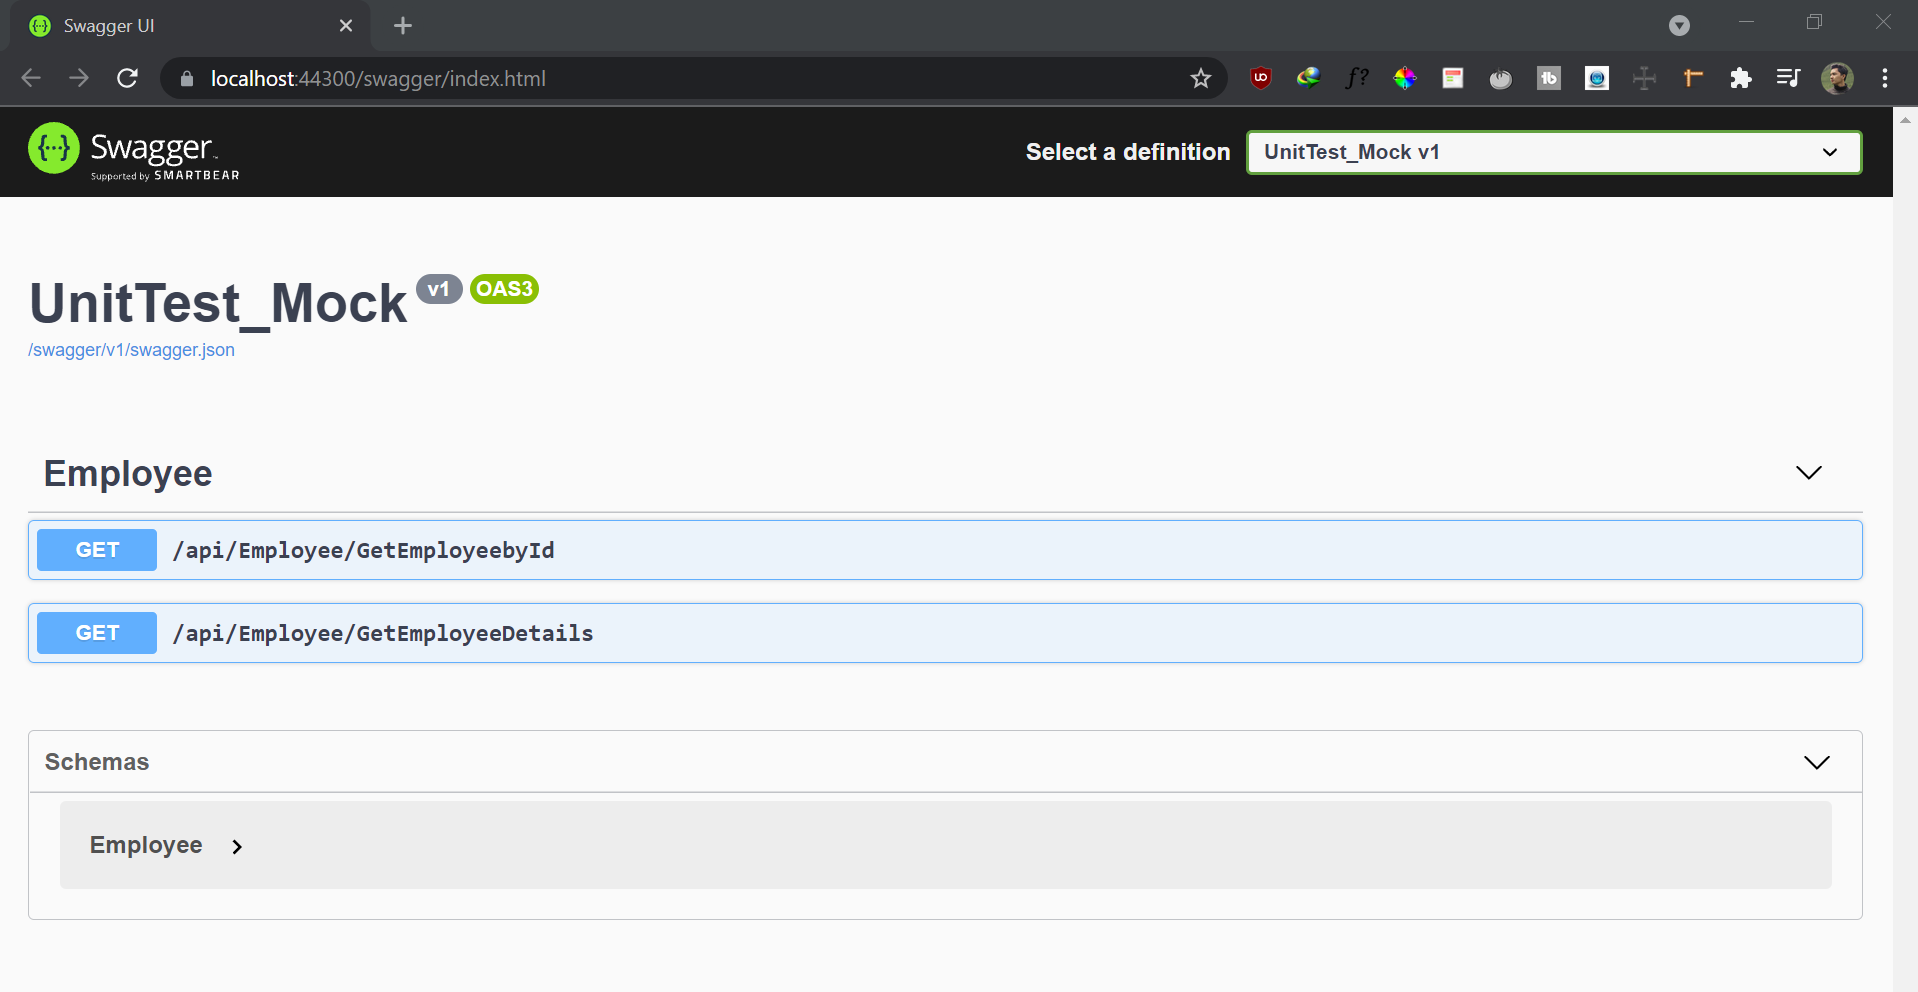 Swagger UI
localhost:44300/swagger/index.html
Swagger
Supported by SMARTBEAR
Select a definition
UnitTest_Mock v1
UnitTest_Mock v1 OAS3
/swagger/v1/swagger.json
Employee
GET /api/Employee/GetEmployeebyId
GET /api/Employee/GetEmployeeDetails
Schemas
Employee